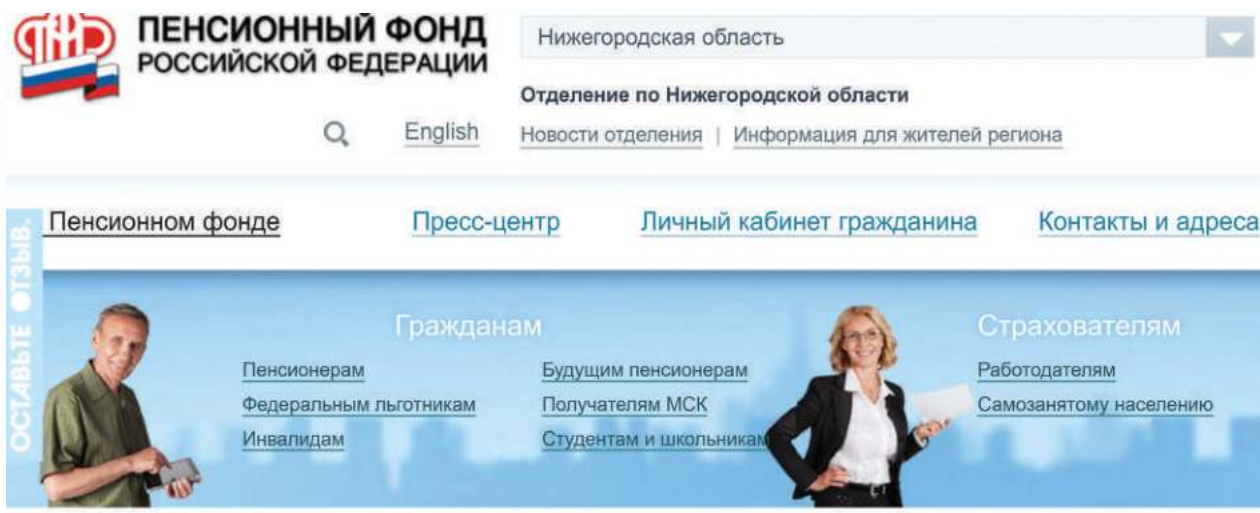 ПЕНСИОННЫЙ ФОНД
РОССИЙСКОЙ ФЕДЕРАЦИИ
Нижегородская область
Отделение по Нижегородской области
English
Новости отделения | Информация для жителей региона
Пенсионном фонде
Пресс-центр
Личный кабинет гражданина
Контакты и адреса
ОСТАВЬТЕ ОТЗЫВ.
Гражданам
Пенсионерам
Федеральным льготникам
Инвалидам
Будущим пенсионерам
Получателям МСК
Студентам и школьникам
Страхователям
Работодателям
Самозанятому населению